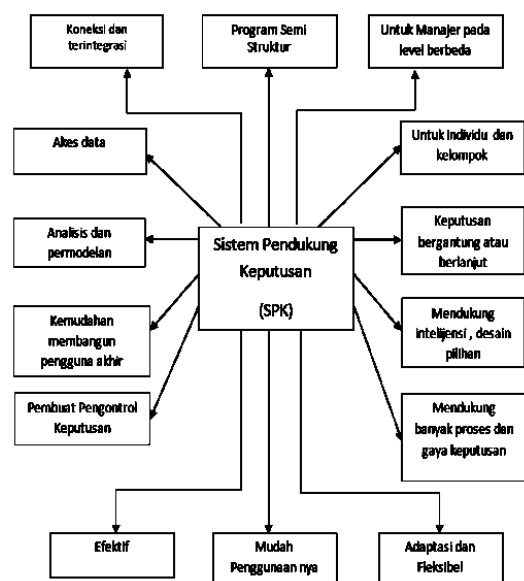 Koneksi dan
terintegrasi
Program Semi
Struktur
Untuk Manajer pada
level berbeda
Akes data
Untuk Individu dan
kelompok
Analisis dan
permodelan
Sistem Pendukung
Keputusan
(SPK)
Keputusan
bergantung atau
berlanjut
Kemudahan
membangun
pengguna akhir
Mendukung
intelijensi , desain
pilihan
Pembuat Pengontrol
Keputusan
Mendukung
banyak proses dan
gaya keputusan
Efektif
Mudah
Penggunaan nya
Adaptasi dan
Fleksibel